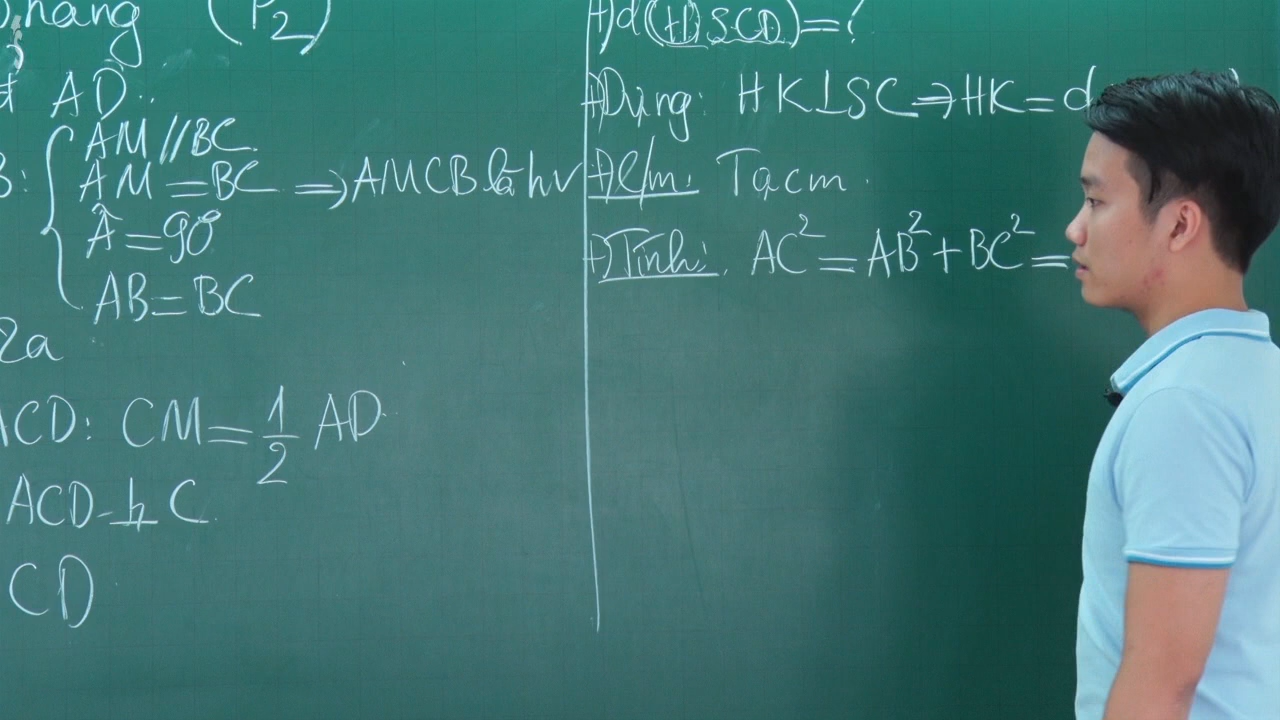 phẳng (P2)
AD.
AM // BC
AM = BC ⇒ AMCB là hv
Â = 90°
AB = BC
2a
ACD: CM = 1/2 AD
ACD ⊥ C
CD
+) d(H, SCD) = ?
+) Dựng: HK ⊥ SC ⇒ HK = d
+) C/m: Ta cm
+) Tính: AC² = AB² + BC² =